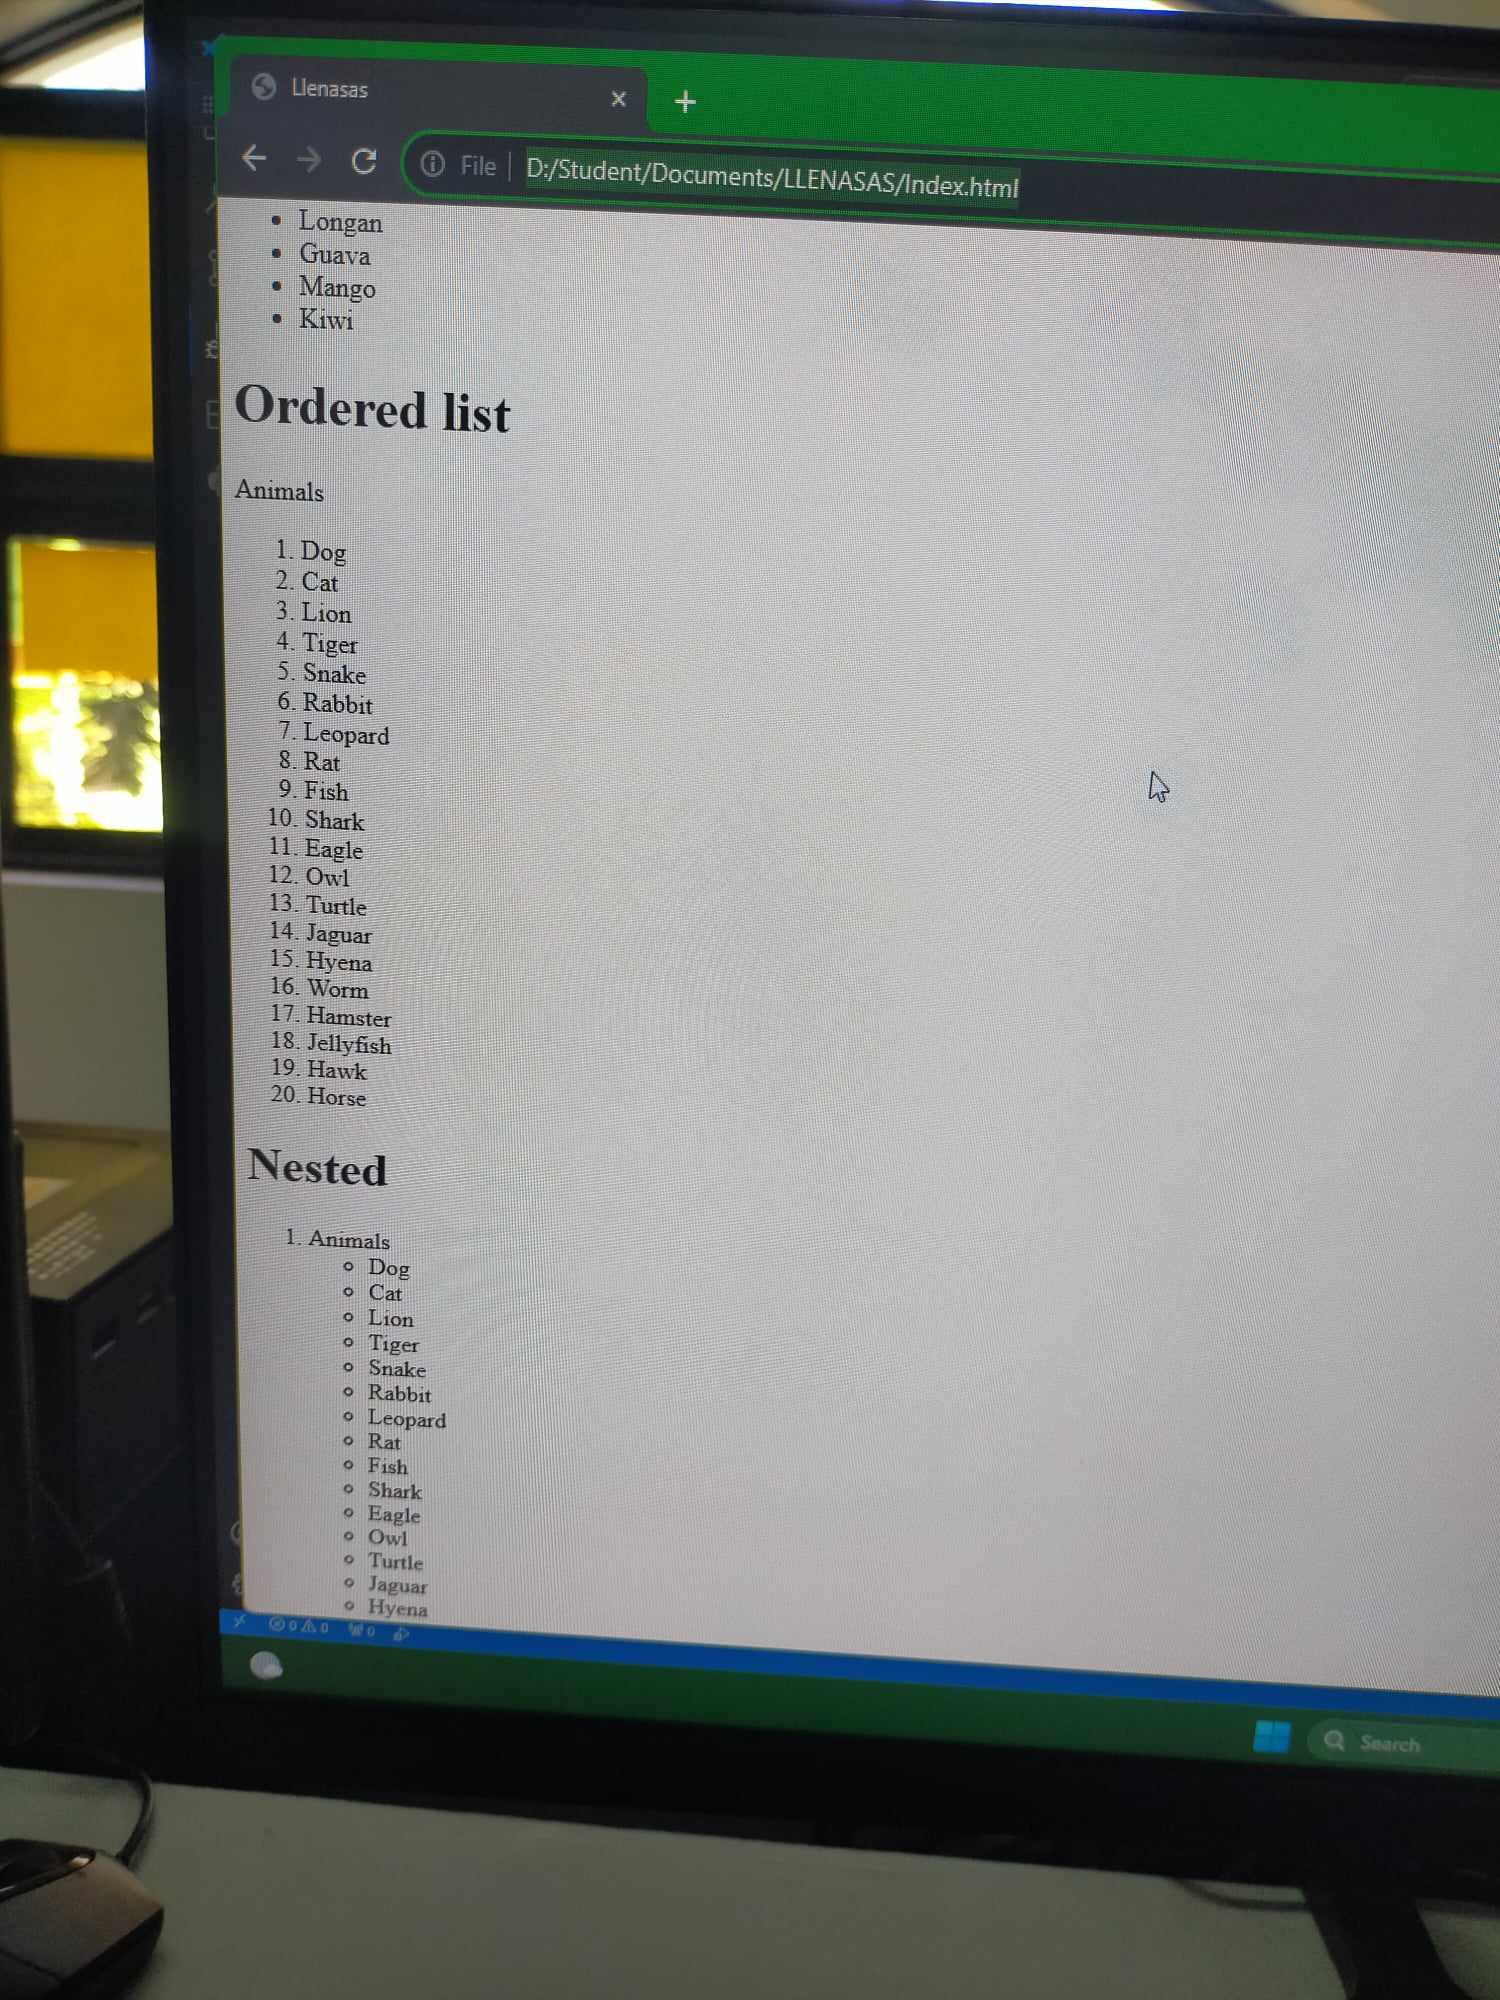 Llenasas
File D:/Student/Documents/LLENASAS/Index.html
Longan
Guava
Mango
Kiwi
Ordered list
Animals
1. Dog
2. Cat
3. Lion
4. Tiger
5. Snake
6. Rabbit
7. Leopard
8. Rat
9. Fish
10. Shark
11. Eagle
12. Owl
13. Turtle
14. Jaguar
15. Hyena
16. Worm
17. Hamster
18. Jellyfish
19. Hawk
20. Horse
Nested
1. Animals
Dog
Cat
Lion
Tiger
Snake
Rabbit
Leopard
Rat
Fish
Shark
Eagle
Owl
Turtle
Jaguar
Hyena
0 0 0
Search